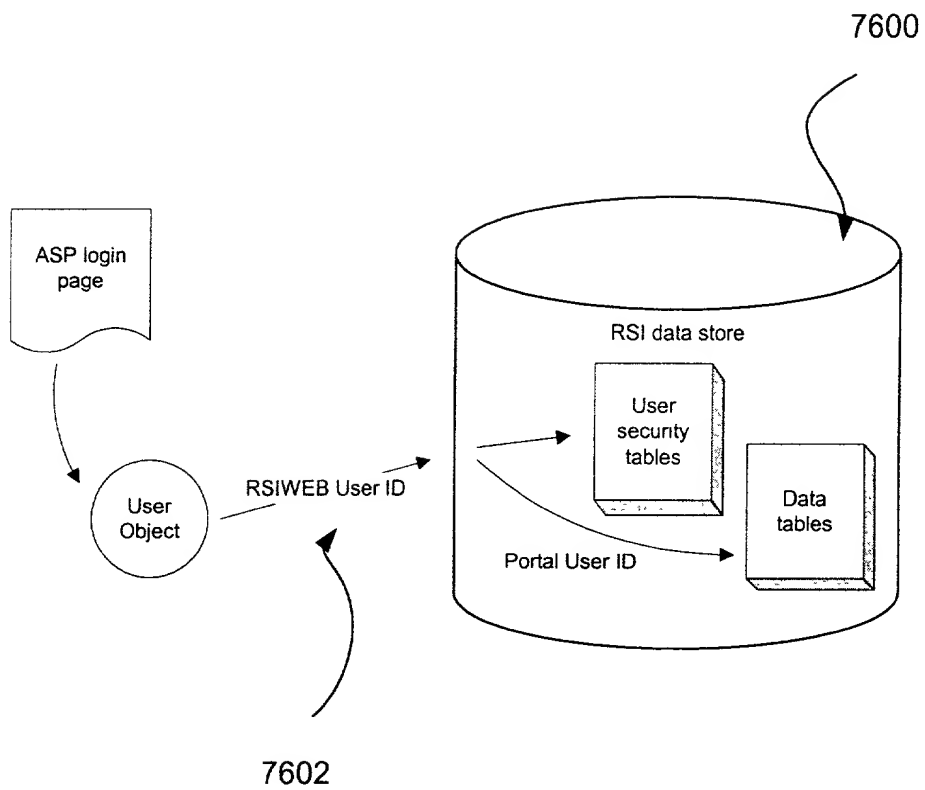 7600
ASP login
page
RSI data store
User
security
tables
RSIWEB User ID
User
Object
Data
tables
Portal User ID
7602